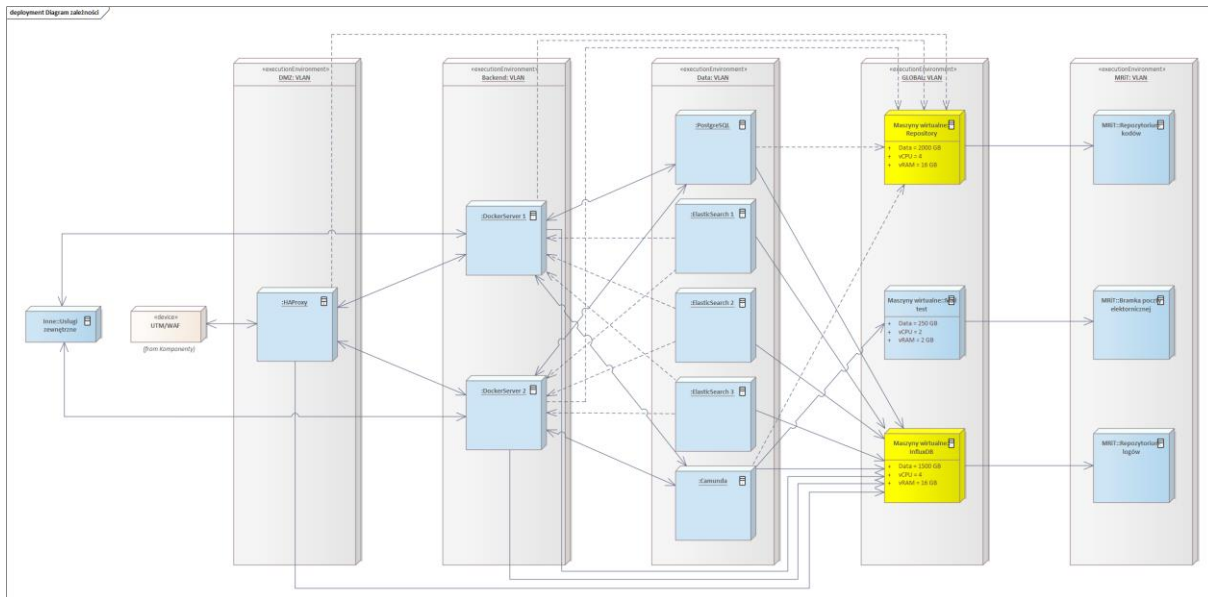 deployment Diagram zależności
«executionEnvironment»
DMZ: VLAN
«executionEnvironment»
Backend: VLAN
«executionEnvironment»
Data: VLAN
«executionEnvironment»
GLOBAL: VLAN
«executionEnvironment»
MRiT: VLAN
:PostgreSQL
Maszyny wirtualne:
Repository
+ Data = 2000 GB
+ vCPU = 4
+ vRAM = 16 GB
MRiT::Repozytorium
kodów
:DockerServer 1
:ElasticSearch 1
Inne::Usługi
zewnętrzne
«device»
UTM/WAF
(from Komponenty)
:HAProxy
:ElasticSearch 2
Maszyny wirtualne::
test
+ Data = 250 GB
+ vCPU = 2
+ vRAM = 2 GB
MRiT::Bramka poczty
elektornicznej
:DockerServer 2
:ElasticSearch 3
:Camunda
Maszyny wirtualne:
InfluxDB
+ Data = 1300 GB
+ vCPU = 4
+ vRAM = 16 GB
MRiT::Repozytorium
logów